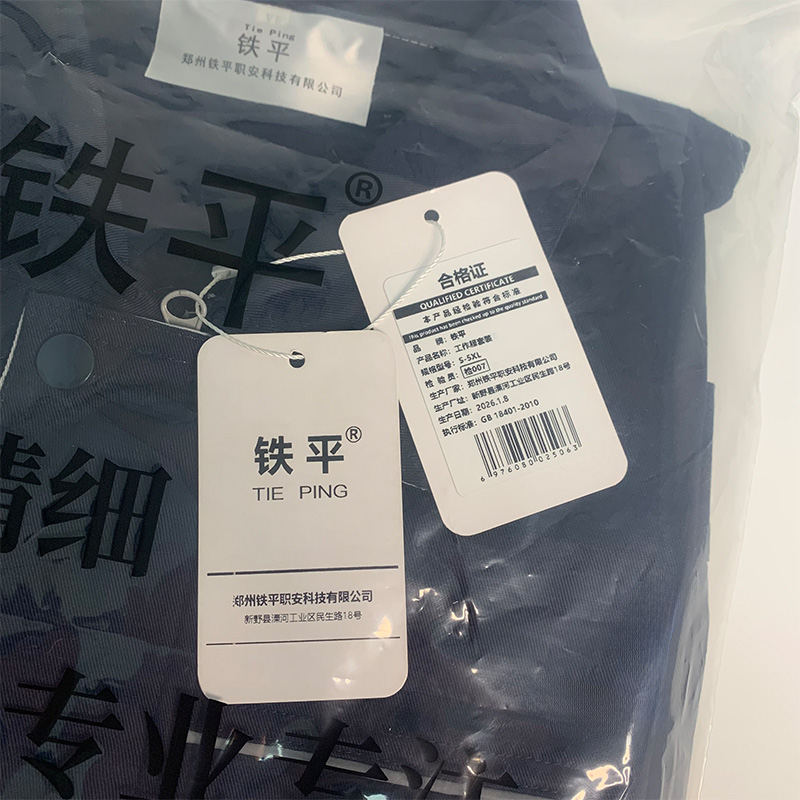 Tie Ping
铁平
郑州铁平职安科技有限公司
铁平®
合格证
QUALIFIED CERTIFICATE
本产品经检验符合标准
This product has been checked up to the quality standard
品 牌：铁平
产品名称：工作服套装
规格型号：S-5XL
检 验 员：检007
生产厂家：郑州铁平职安科技有限公司
生产厂址：新野县溧河工业区民生路18号
生产日期：2026.1.8
执行标准：GB 18401-2010
6976080025063
铁平®
TIE PING
郑州铁平职安科技有限公司
新野县溧河工业区民生路18号
精细
专业专注